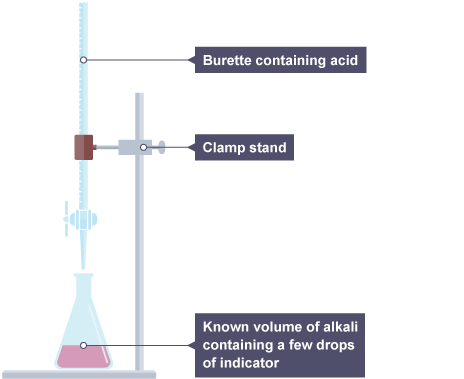 Burette containing acid
Clamp stand
Known volume of alkali
containing a few drops
of indicator